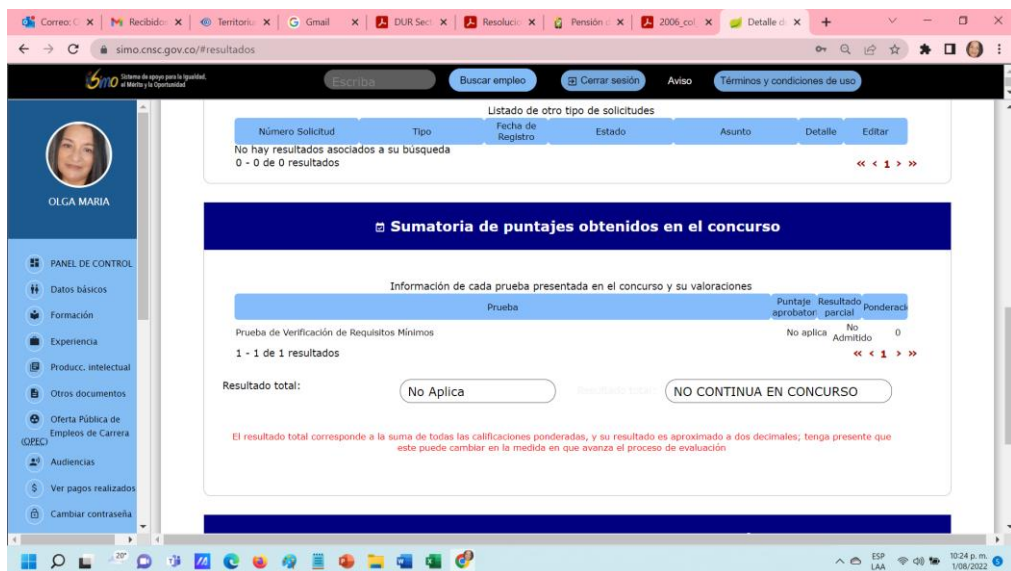 Correo: C
Recibido
Territoriu
Gmail
DUR Sect
Resolucio
Pensión d
2006_col
Detalle d
simo.cnsc.gov.co/#resultados
Simo Sistema de apoyo para la Igualdad,
el Mérito y la Oportunidad
Escriba
Buscar empleo
Cerrar sesión
Aviso
Términos y condiciones de uso
OLGA MARIA
PANEL DE CONTROL
Datos básicos
Formación
Experiencia
Producc. intelectual
Otros documentos
Oferta Pública de
Empleos de Carrera
(OPEC)
Audiencias
Ver pagos realizados
Cambiar contraseña
Listado de otro tipo de solicitudes
Número Solicitud Tipo Fecha de Registro Estado Asunto Detalle Editar
No hay resultados asociados a su búsqueda
0 - 0 de 0 resultados « < 1 > »
Sumatoria de puntajes obtenidos en el concurso
Información de cada prueba presentada en el concurso y su valoraciones
Prueba Puntaje aprobatori Resultado parcial Ponderaci
Prueba de Verificación de Requisitos Mínimos No aplica No Admitido 0
1 - 1 de 1 resultados « < 1 > »
Resultado total: No Aplica Resultado total: NO CONTINUA EN CONCURSO
El resultado total corresponde a la suma de todas las calificaciones ponderadas, y su resultado es aproximado a dos decimales; tenga presente que
este puede cambiar en la medida en que avanza el proceso de evaluación
20°
ESP
LAA
10:24 p. m.
1/08/2022
5